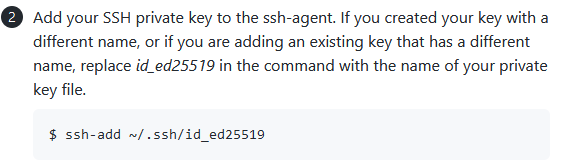 2 Add your SSH private key to the ssh-agent. If you created your key with a
different name, or if you are adding an existing key that has a different
name, replace id_ed25519 in the command with the name of your private
key file.
$ ssh-add ~/.ssh/id_ed25519